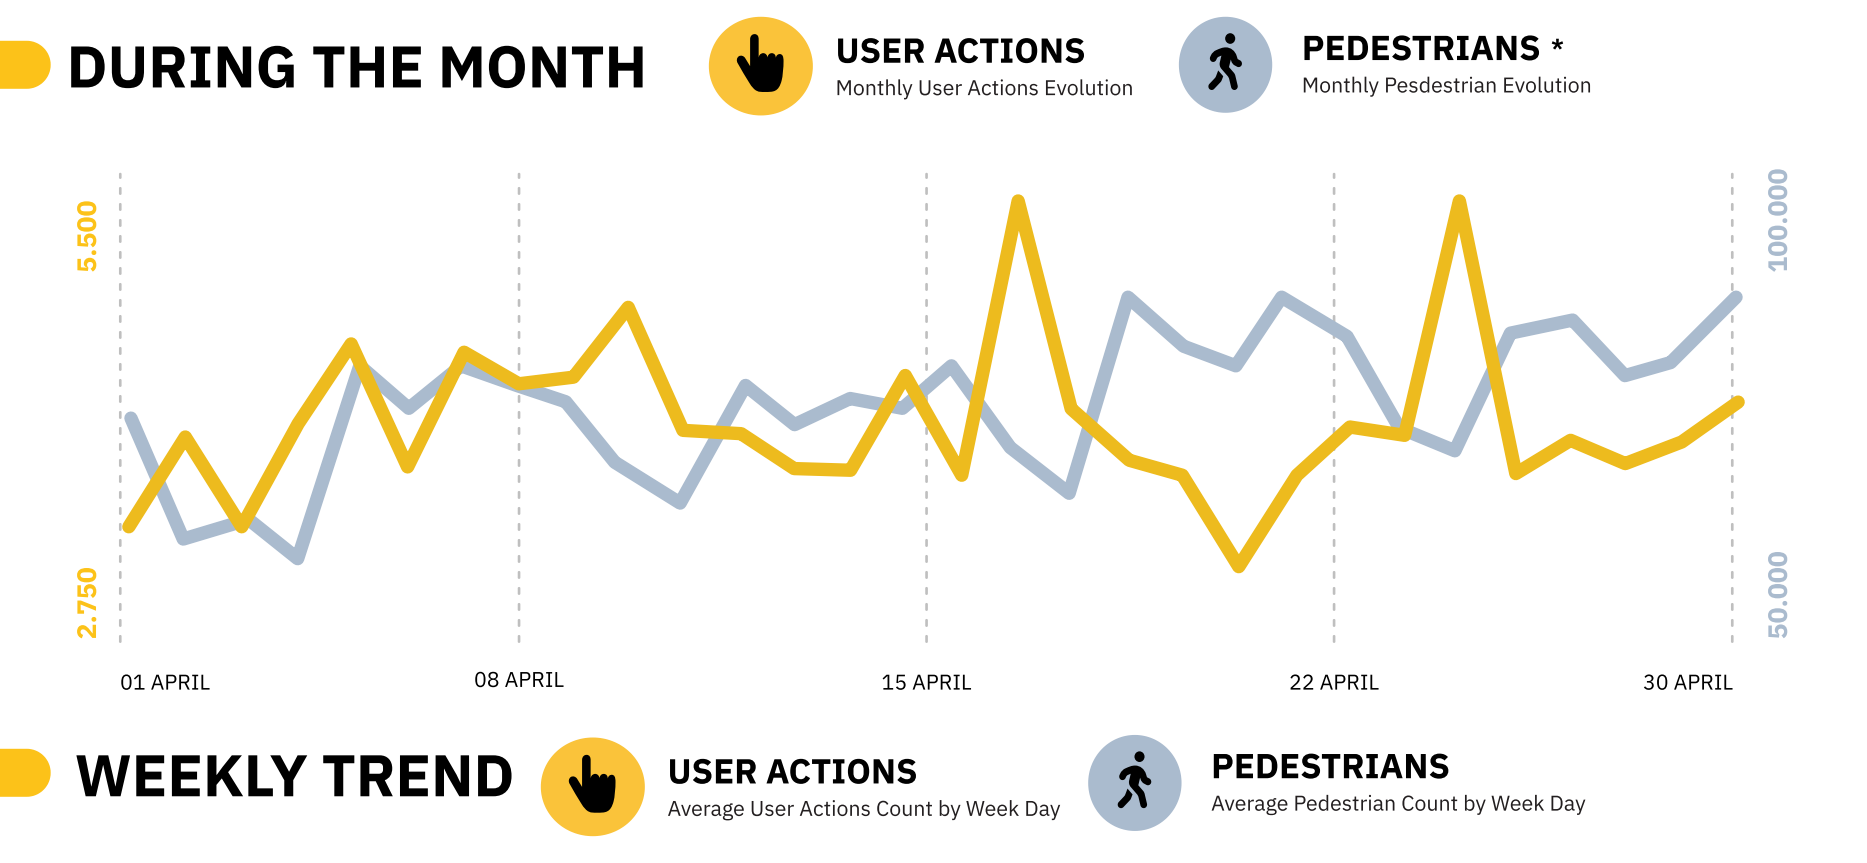 DURING THE MONTH
USER ACTIONS
Monthly User Actions Evolution
PEDESTRIANS *
Monthly Pesdestrian Evolution
5.500
100.000
2.750
50.000
01 APRIL
08 APRIL
15 APRIL
22 APRIL
30 APRIL
WEEKLY TREND
USER ACTIONS
Average User Actions Count by Week Day
PEDESTRIANS
Average Pedestrian Count by Week Day